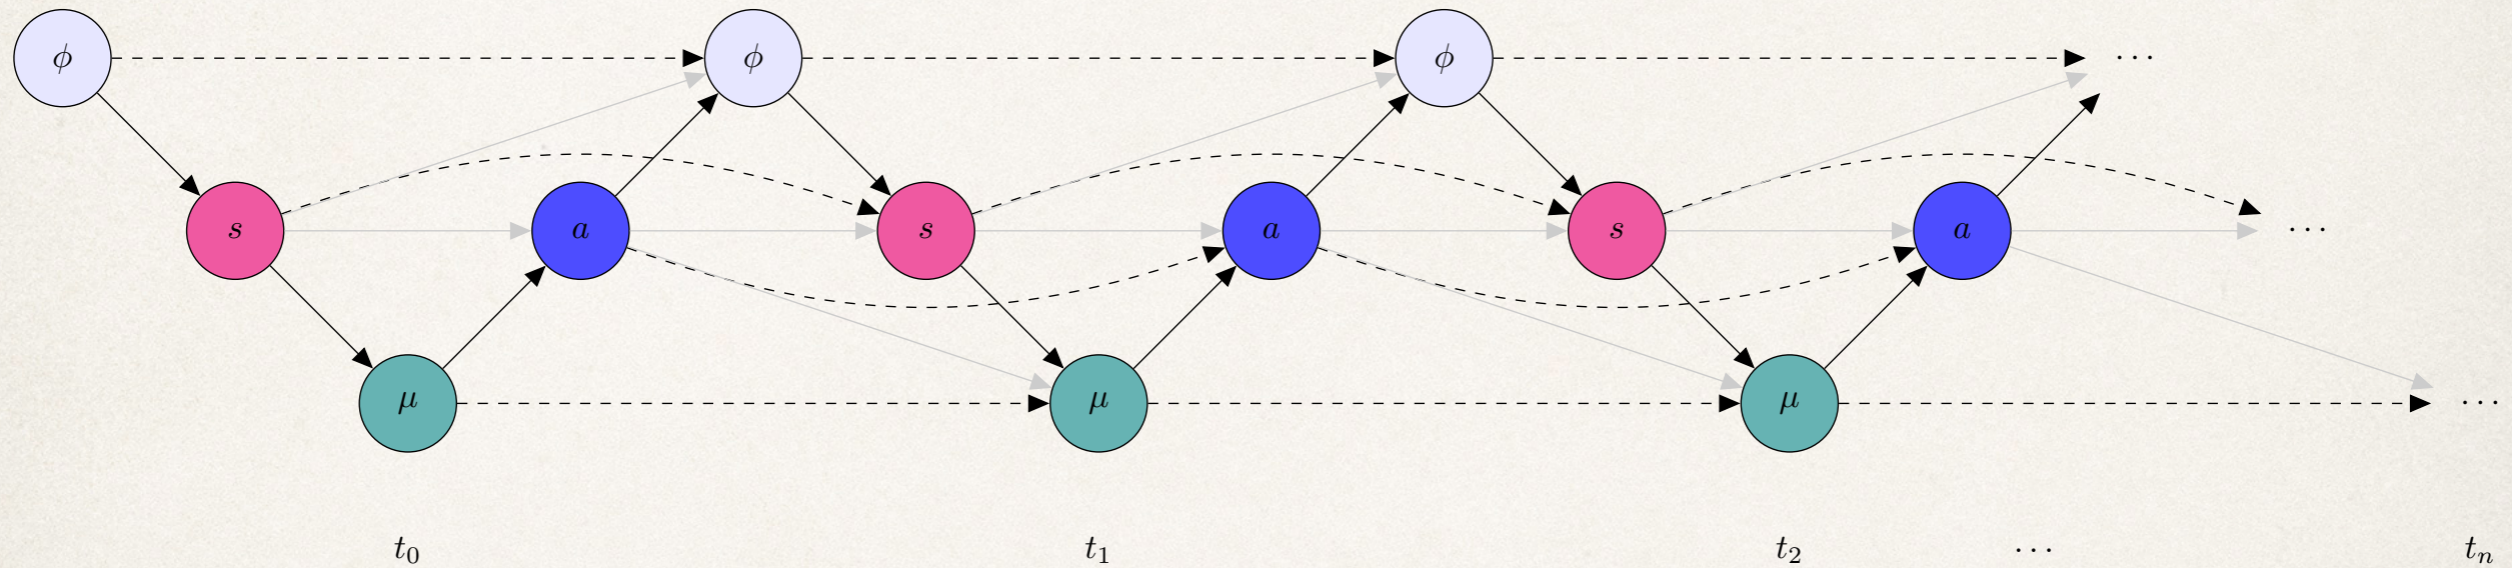 ϕ ϕ ϕ ⋯
s a s a s a ⋯
μ μ μ ⋯
t₀ t₁ t₂ ⋯ tₙ